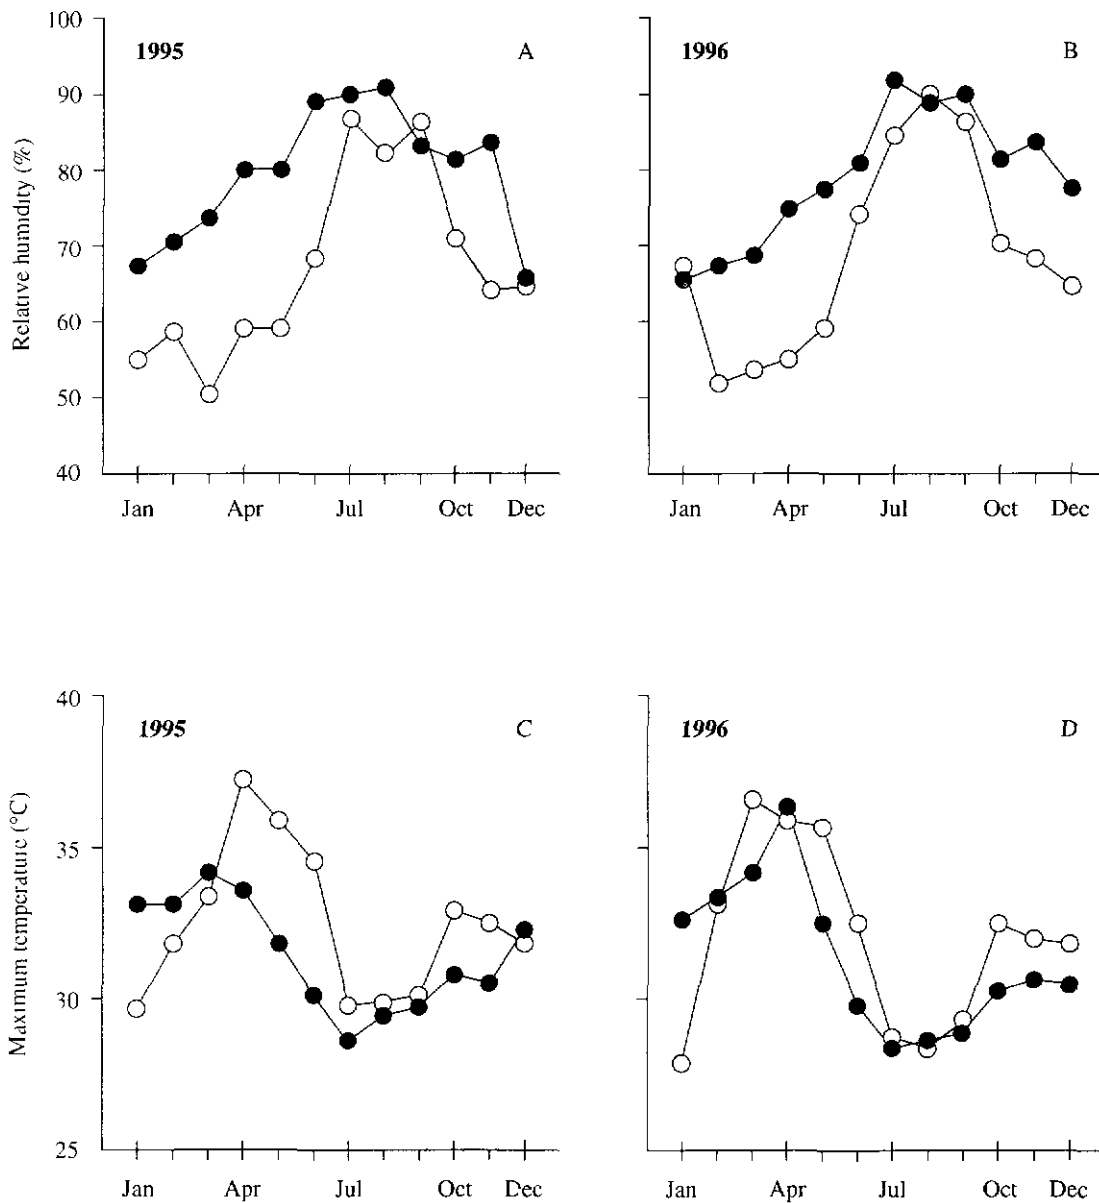 100
90
80
70
60
50
40
Relative humidity (%)
1995
A
Jan Apr Jul Oct Dec
1996
B
Jan Apr Jul Oct Dec
40
35
30
25
Maximum temperature (°C)
1995
C
Jan Apr Jul Oct Dec
1996
D
Jan Apr Jul Oct Dec